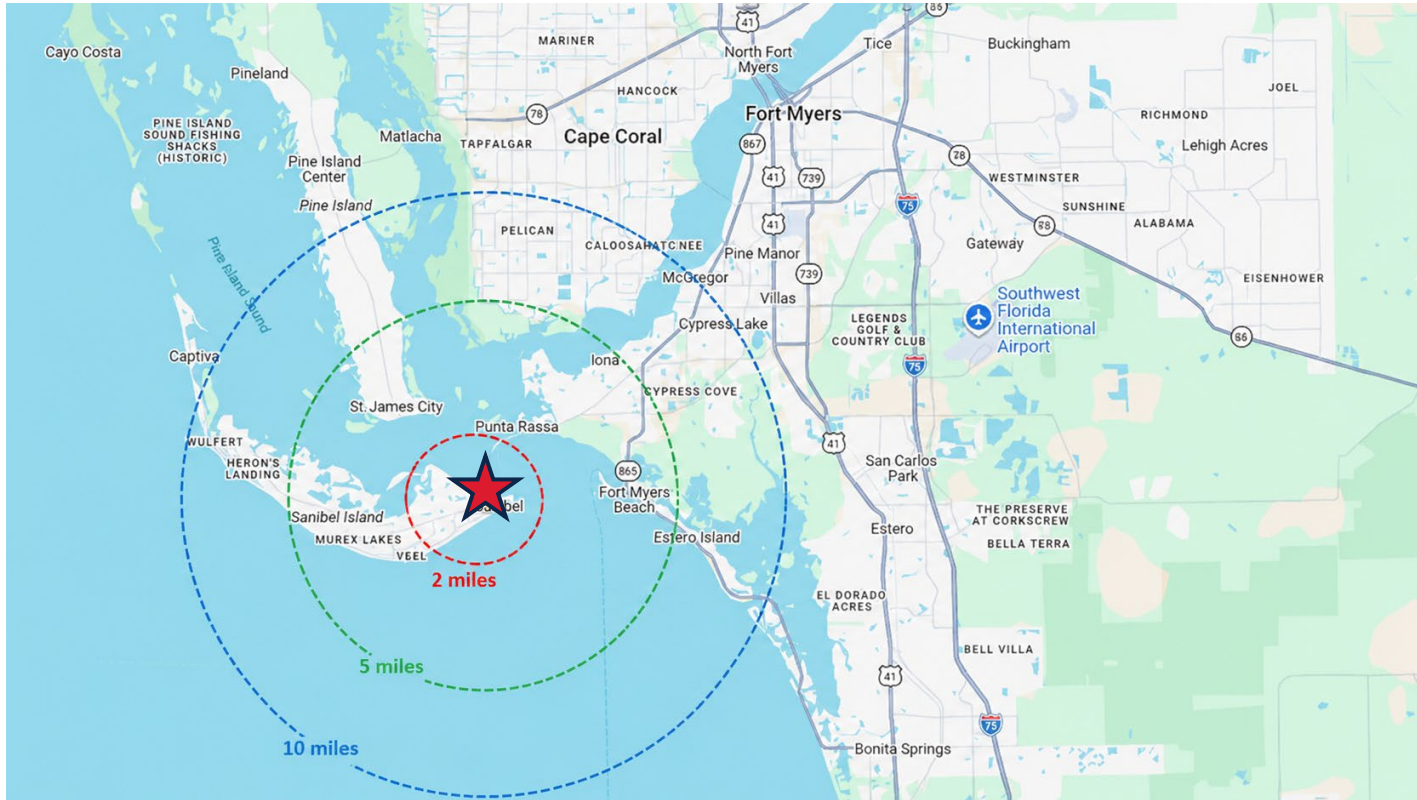 41
86
Cayo Costa
MARINER
North Fort
Myers
Tice
Buckingham
Pineland
HANCOCK
JOEL
78
Fort Myers
RICHMOND
PINE ISLAND
SOUND FISHING
SHACKS
(HISTORIC)
Matlacha
TAPFALGAR
Cape Coral
867
Lehigh Acres
78
Pine Island
Center
41
739
WESTMINSTER
Pine Island
75
SUNSHINE
ALABAMA
41
PELICAN
CALOOSAHATCINEE
Gateway
Pine Manor
Pine Island Sound
McGregor
739
EISENHOWER
Villas
Southwest
Florida
International
Airport
Cypress Lake
LEGENDS
GOLF &
COUNTRY CLUB
86
Captiva
Iona
75
CYPRESS COVE
St. James City
Punta Rassa
WULFERT
41
HERON'S
LANDING
865
San Carlos
Park
Fort Myers
Beach
Sanibel Island
THE PRESERVE
AT CORKSCREW
Estero
MUREX LAKES
Estero Island
BELLA TERRA
2 miles
EL DORADO
ACRES
BELL VILLA
5 miles
41
75
10 miles
Bonita Springs